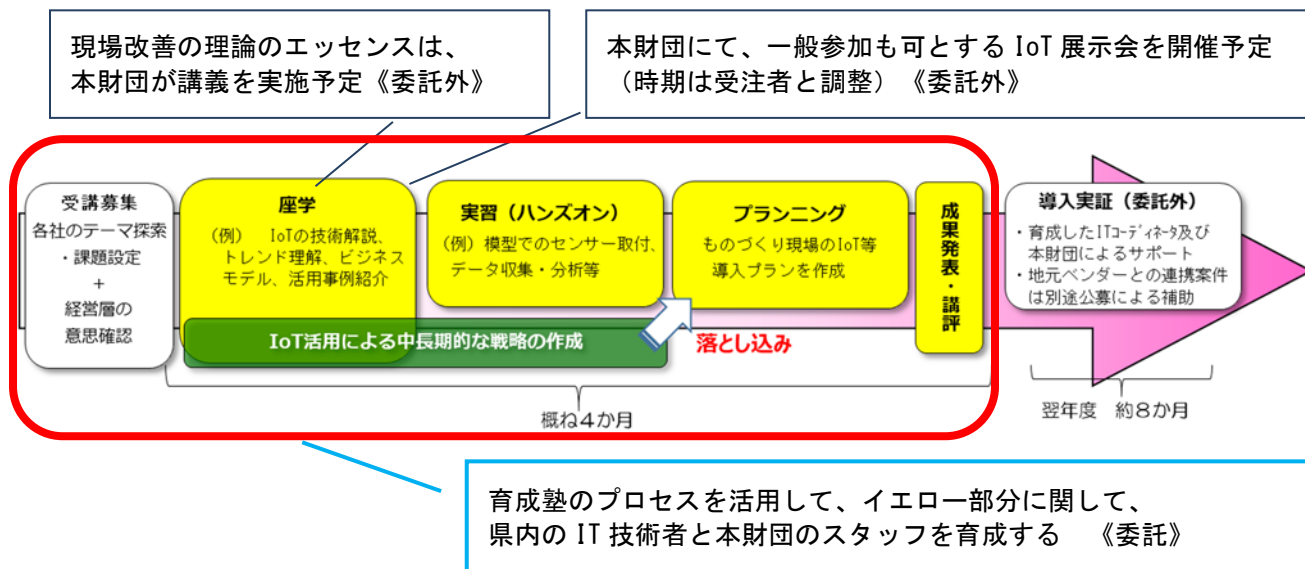 現場改善の理論のエッセンスは、
本財団が講義を実施予定《委託外》
本財団にて、一般参加も可とする IoT 展示会を開催予定
（時期は受注者と調整）《委託外》
受講募集
各社のテーマ探索
・課題設定
+
経営層の
意思確認
座学
（例） IoTの技術解説、
トレンド理解、ビジネス
モデル、活用事例紹介
実習（ハンズオン）
（例）模型でのセンサー取付、
データ収集・分析等
プランニング
ものづくり現場のIoT等
導入プランを作成
成果発表・講評
導入実証（委託外）
・育成したITｺｰﾃﾞｨﾈｰﾀ及び
本財団によるサポート
・地元ベンダーとの連携案件
は別途公募による補助
IoT活用による中長期的な戦略の作成
落とし込み
概ね４か月
翌年度　約８か月
育成塾のプロセスを活用して、イエロー部分に関して、
県内の IT 技術者と本財団のスタッフを育成する　《委託》